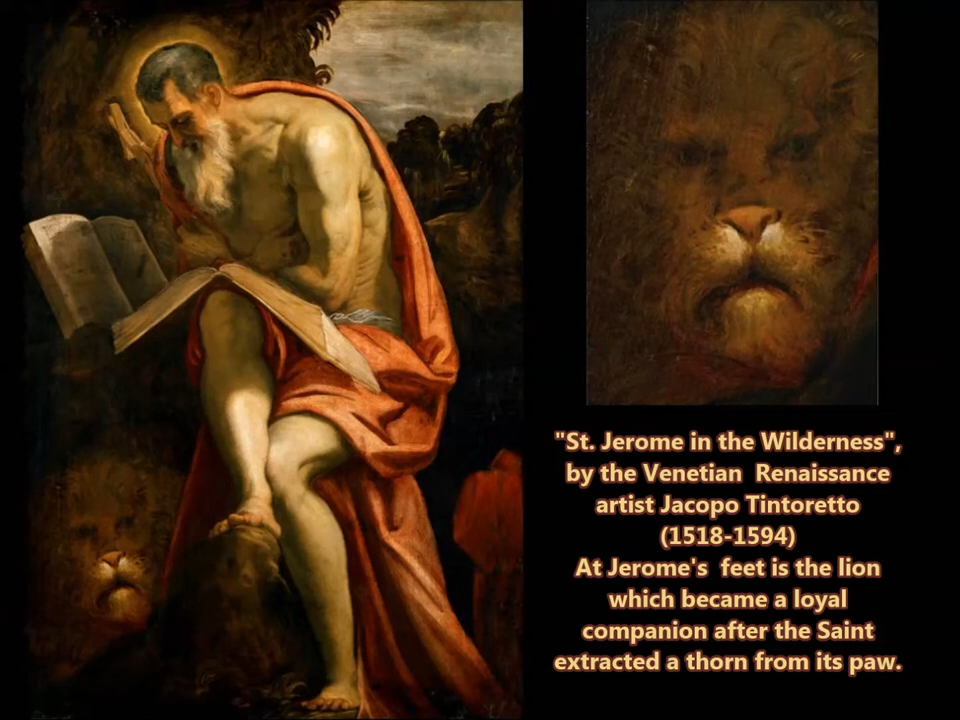 "St. Jerome in the Wilderness",
by the Venetian  Renaissance
artist Jacopo Tintoretto
(1518-1594)
At Jerome's  feet is the lion
which became a loyal
companion after the Saint
extracted a thorn from its paw.